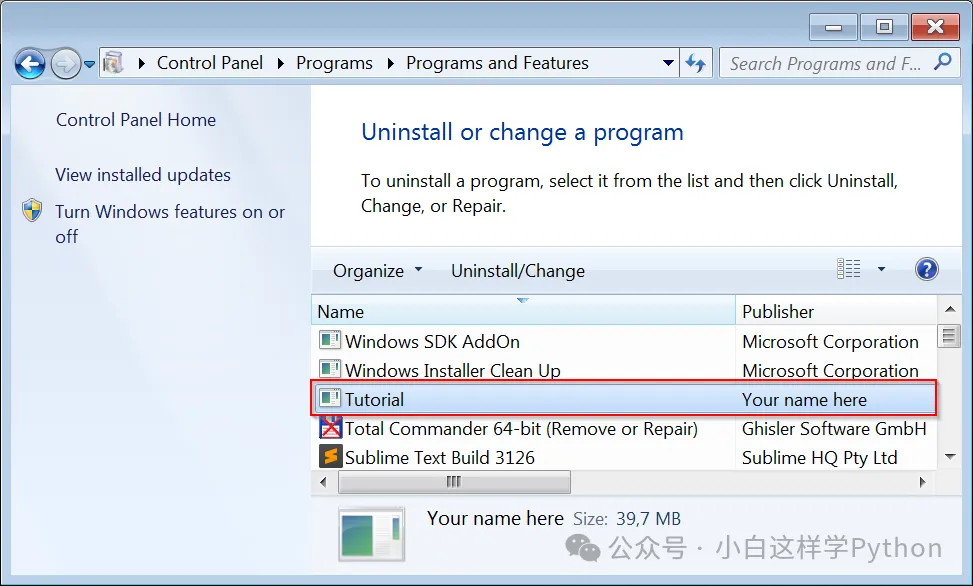 Control Panel Programs Programs and Features
Search Programs and F...
Control Panel Home
View installed updates
Turn Windows features on or
off
Uninstall or change a program
To uninstall a program, select it from the list and then click Uninstall,
Change, or Repair.
Organize Uninstall/Change
Name Publisher
Windows SDK AddOn Microsoft Corporation
Windows Installer Clean Up Microsoft Corporation
Tutorial Your name here
Total Commander 64-bit (Remove or Repair) Ghisler Software GmbH
Sublime Text Build 3126 Sublime HQ Pty Ltd
Your name here Size: 39,7 MB
公众号 · 小白这样学Python